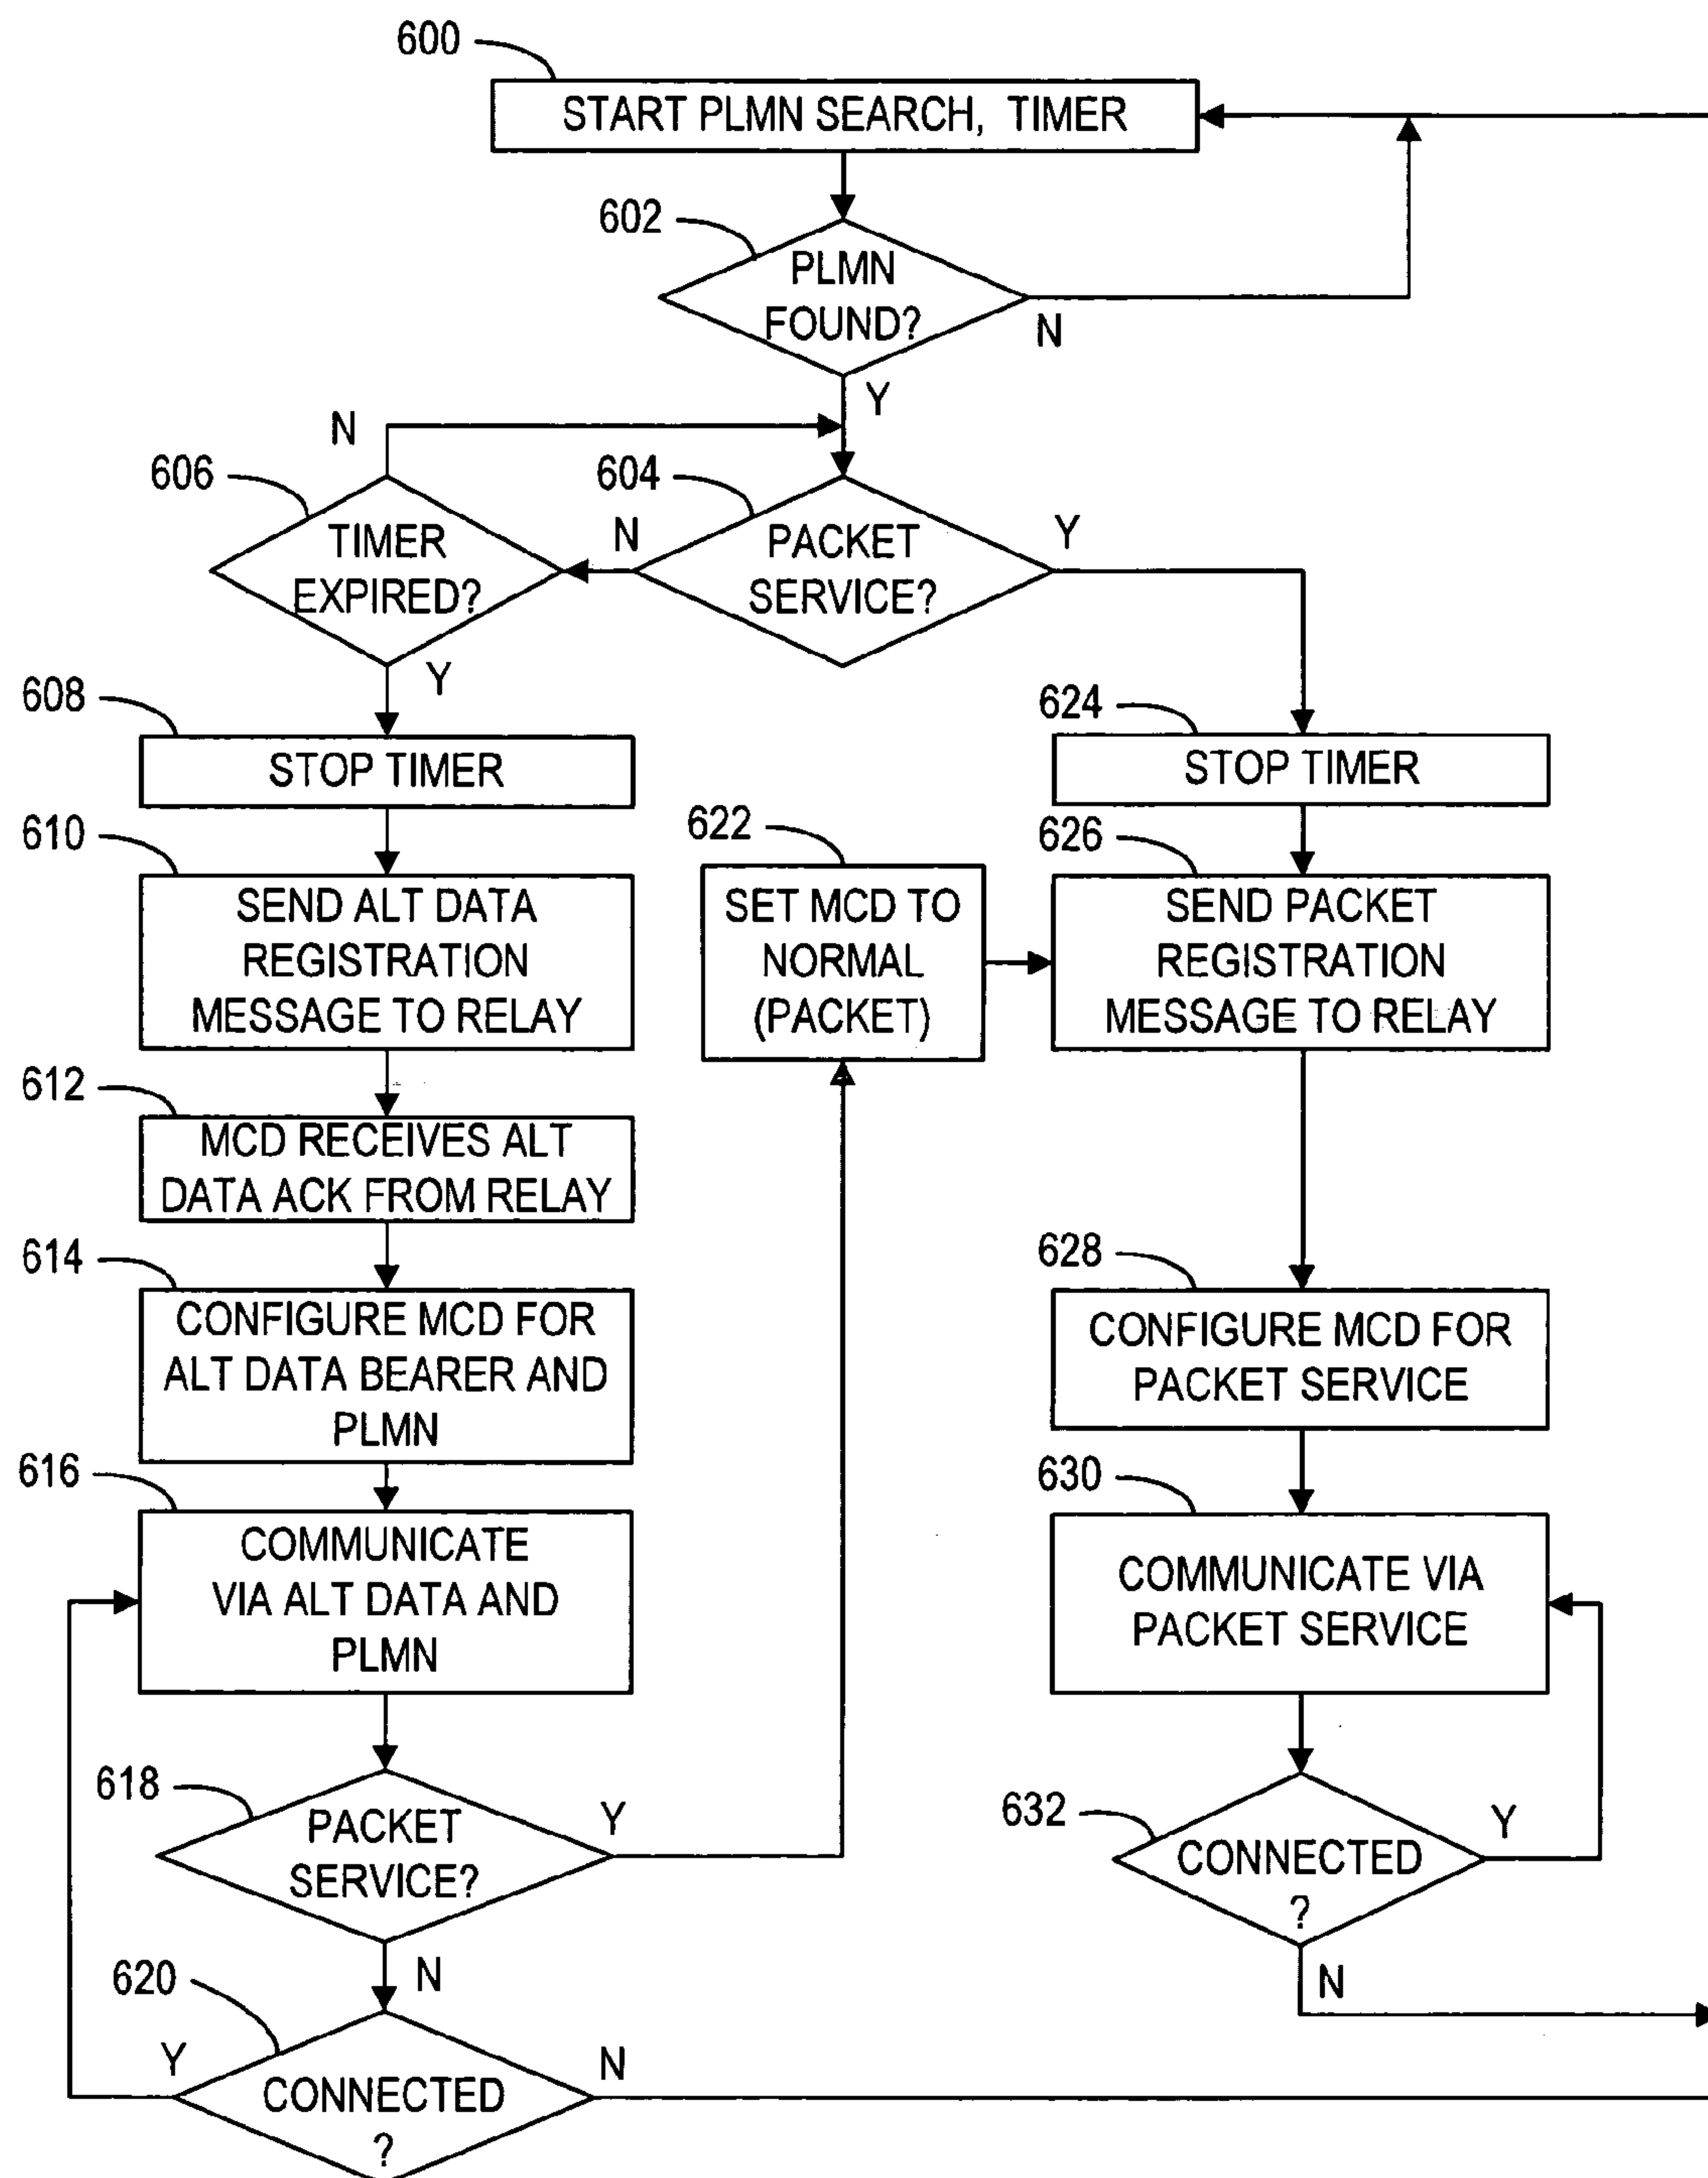 600
START PLMN SEARCH, TIMER
602
PLMN
FOUND?
N
Y
N
606
604
TIMER
EXPIRED?
N
PACKET
SERVICE?
Y
Y
608
STOP TIMER
624
STOP TIMER
610
SEND ALT DATA
REGISTRATION
MESSAGE TO RELAY
622
SET MCD TO
NORMAL
(PACKET)
626
SEND PACKET
REGISTRATION
MESSAGE TO RELAY
612
MCD RECEIVES ALT
DATA ACK FROM RELAY
614
CONFIGURE MCD FOR
ALT DATA BEARER AND
PLMN
628
CONFIGURE MCD FOR
PACKET SERVICE
616
COMMUNICATE
VIA ALT DATA AND
PLMN
630
COMMUNICATE VIA
PACKET SERVICE
618
PACKET
SERVICE?
Y
N
632
CONNECTED
?
Y
N
620
CONNECTED
?
Y
N